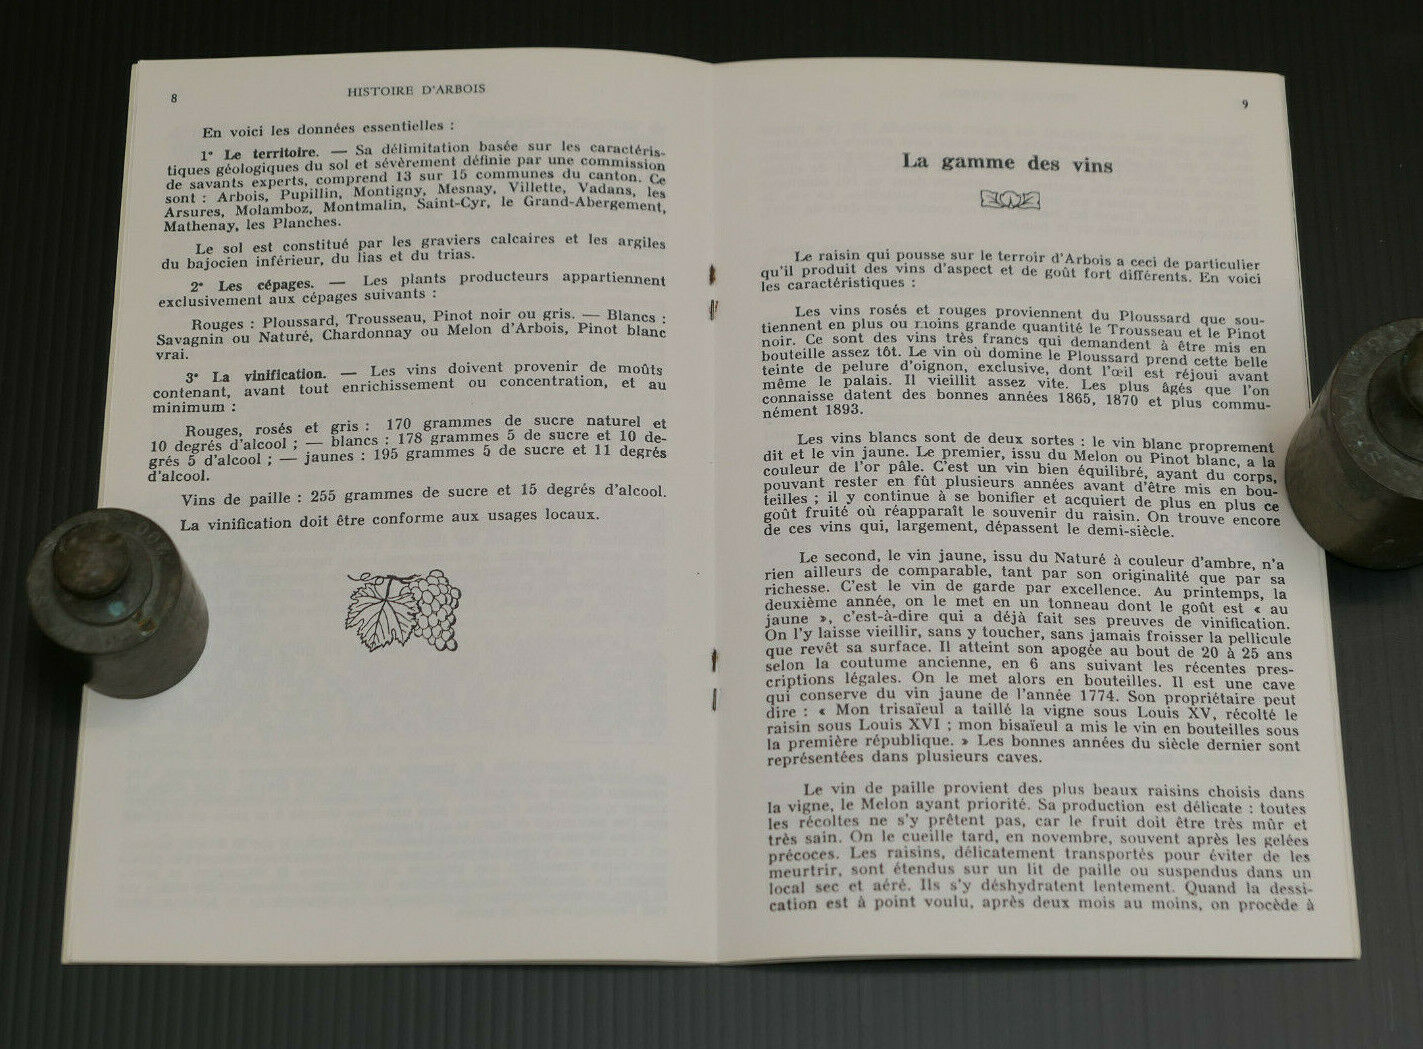 8
HISTOIRE D'ARBOIS
En voici les données essentielles :
1° Le territoire. — Sa délimitation basée sur les caractéris-
tiques géologiques du sol et sévèrement définie par une commission
de savants experts, comprend 13 sur 15 communes du canton. Ce
sont : Arbois, Pupillin, Montigny, Mesnay, Villette, Vadans, les
Arsures, Molamboz, Montmalin, Saint-Cyr, le Grand-Abergement,
Mathenay, les Planches.
Le sol est constitué par les graviers calcaires et les argiles
du bajocien inférieur, du lias et du trias.
2° Les cépages. — Les plants producteurs appartiennent
exclusivement aux cépages suivants :
Rouges : Ploussard, Trousseau, Pinot noir ou gris. — Blancs :
Savagnin ou Naturé, Chardonnay ou Melon d'Arbois, Pinot blanc
vrai.
3° La vinification. — Les vins doivent provenir de moûts
contenant, avant tout enrichissement ou concentration, et au
minimum :
Rouges, rosés et gris : 170 grammes de sucre naturel et
10 degrés d'alcool ; — blancs : 178 grammes 5 de sucre et 10 de-
grés 5 d'alcool ; — jaunes : 195 grammes 5 de sucre et 11 degrés
d'alcool.
Vins de paille : 255 grammes de sucre et 15 degrés d'alcool.
La vinification doit être conforme aux usages locaux.
9
La gamme des vins
Le raisin qui pousse sur le terroir d'Arbois a ceci de particulier
qu'il produit des vins d'aspect et de goût fort différents. En voici
les caractéristiques :
Les vins rosés et rouges proviennent du Ploussard que sou-
tiennent en plus ou moins grande quantité le Trousseau et le Pinot
noir. Ce sont des vins très francs qui demandent à être mis en
bouteille assez tôt. Le vin où domine le Ploussard prend cette belle
teinte de pelure d'oignon, exclusive, dont l'œil est réjoui avant
même le palais. Il vieillit assez vite. Les plus âgés que l'on
connaisse datent des bonnes années 1865, 1870 et plus commu-
nément 1893.
Les vins blancs sont de deux sortes : le vin blanc proprement
dit et le vin jaune. Le premier, issu du Melon ou Pinot blanc, a la
couleur de l'or pâle. C'est un vin bien équilibré, ayant du corps,
pouvant rester en fût plusieurs années avant d'être mis en bou-
teilles ; il y continue à se bonifier et acquiert de plus en plus ce
goût fruité où réapparaît le souvenir du raisin. On trouve encore
de ces vins qui, largement, dépassent le demi-siècle.
Le second, le vin jaune, issu du Naturé à couleur d'ambre, n'a
rien ailleurs de comparable, tant par son originalité que par sa
richesse. C'est le vin de garde par excellence. Au printemps, la
deuxième année, on le met en un tonneau dont le goût est « au
jaune », c'est-à-dire qui a déjà fait ses preuves de vinification.
On l'y laisse vieillir, sans y toucher, sans jamais froisser la pellicule
que revêt sa surface. Il atteint son apogée au bout de 20 à 25 ans
selon la coutume ancienne, en 6 ans suivant les récentes pres-
criptions légales. On le met alors en bouteilles. Il est une cave
qui conserve du vin jaune de l'année 1774. Son propriétaire peut
dire : « Mon trisaïeul a taillé la vigne sous Louis XV, récolté le
raisin sous Louis XVI ; mon bisaïeul a mis le vin en bouteilles sous
la première république. » Les bonnes années du siècle dernier sont
représentées dans plusieurs caves.
Le vin de paille provient des plus beaux raisins choisis dans
la vigne, le Melon ayant priorité. Sa production est délicate : toutes
les récoltes ne s'y prêtent pas, car le fruit doit être très mûr et
très sain. On le cueille tard, en novembre, souvent après les gelées
précoces. Les raisins, délicatement transportés pour éviter de les
meurtrir, sont étendus sur un lit de paille ou suspendus dans un
local sec et aéré. Ils s'y déshydratent lentement. Quand la dessi-
cation est à point voulu, après deux mois au moins, on procède à